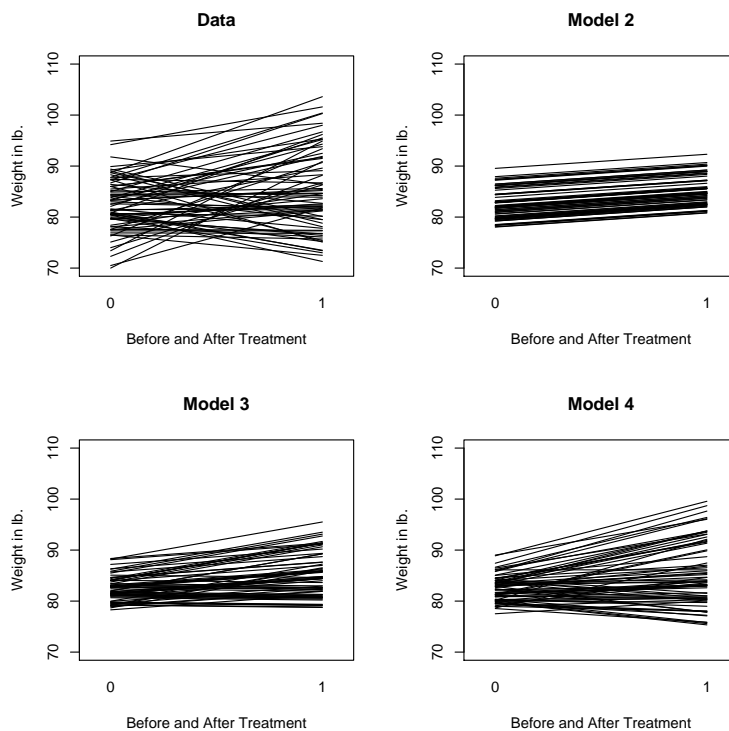 Data
Weight in lb.
70 80 90 100 110
0 1
Before and After Treatment
Model 2
Weight in lb.
70 80 90 100 110
0 1
Before and After Treatment
Model 3
Weight in lb.
70 80 90 100 110
0 1
Before and After Treatment
Model 4
Weight in lb.
70 80 90 100 110
0 1
Before and After Treatment